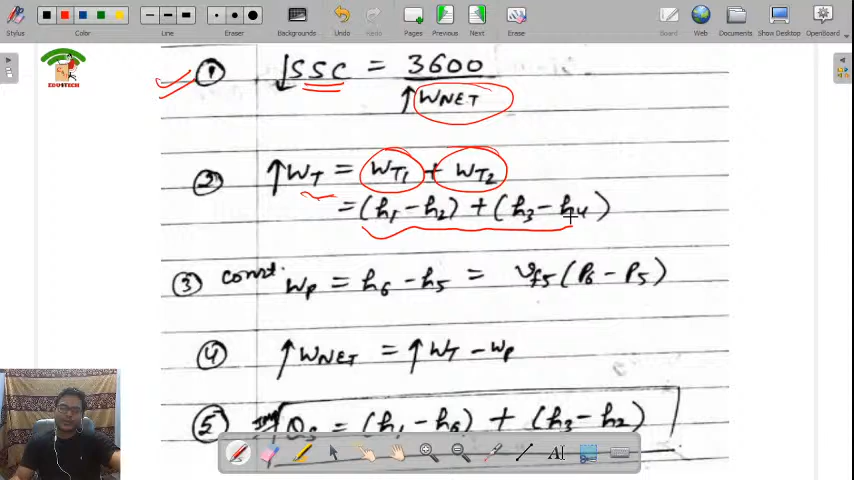 Stylus Color Line Eraser Backgrounds Undo Redo Pages Previous Next Erase Board Web Documents Show Desktop OpenBoard
EDU4TECH
① ↓SSC = 3600 / ↑WNET
② ↑WT = WT1 + WT2
= (h1 - h2) + (h3 - h4)
③ const. Wp = h6 - h5 = vf5 (P6 - P5)
④ ↑WNET = ↑WT - Wp
⑤ = (h1 - h6) + (h3 - h2)